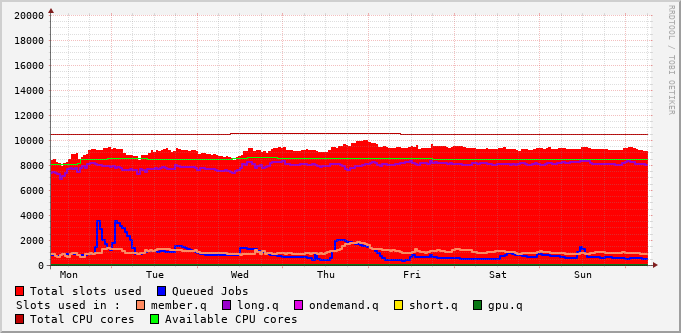 20000
18000
16000
14000
12000
10000
8000
6000
4000
2000
0
Mon Tue Wed Thu Fri Sat Sun
RRDTOOL / TOBI OETIKER
Total slots used Queued Jobs
Slots used in : member.q long.q ondemand.q short.q gpu.q
Total CPU cores Available CPU cores